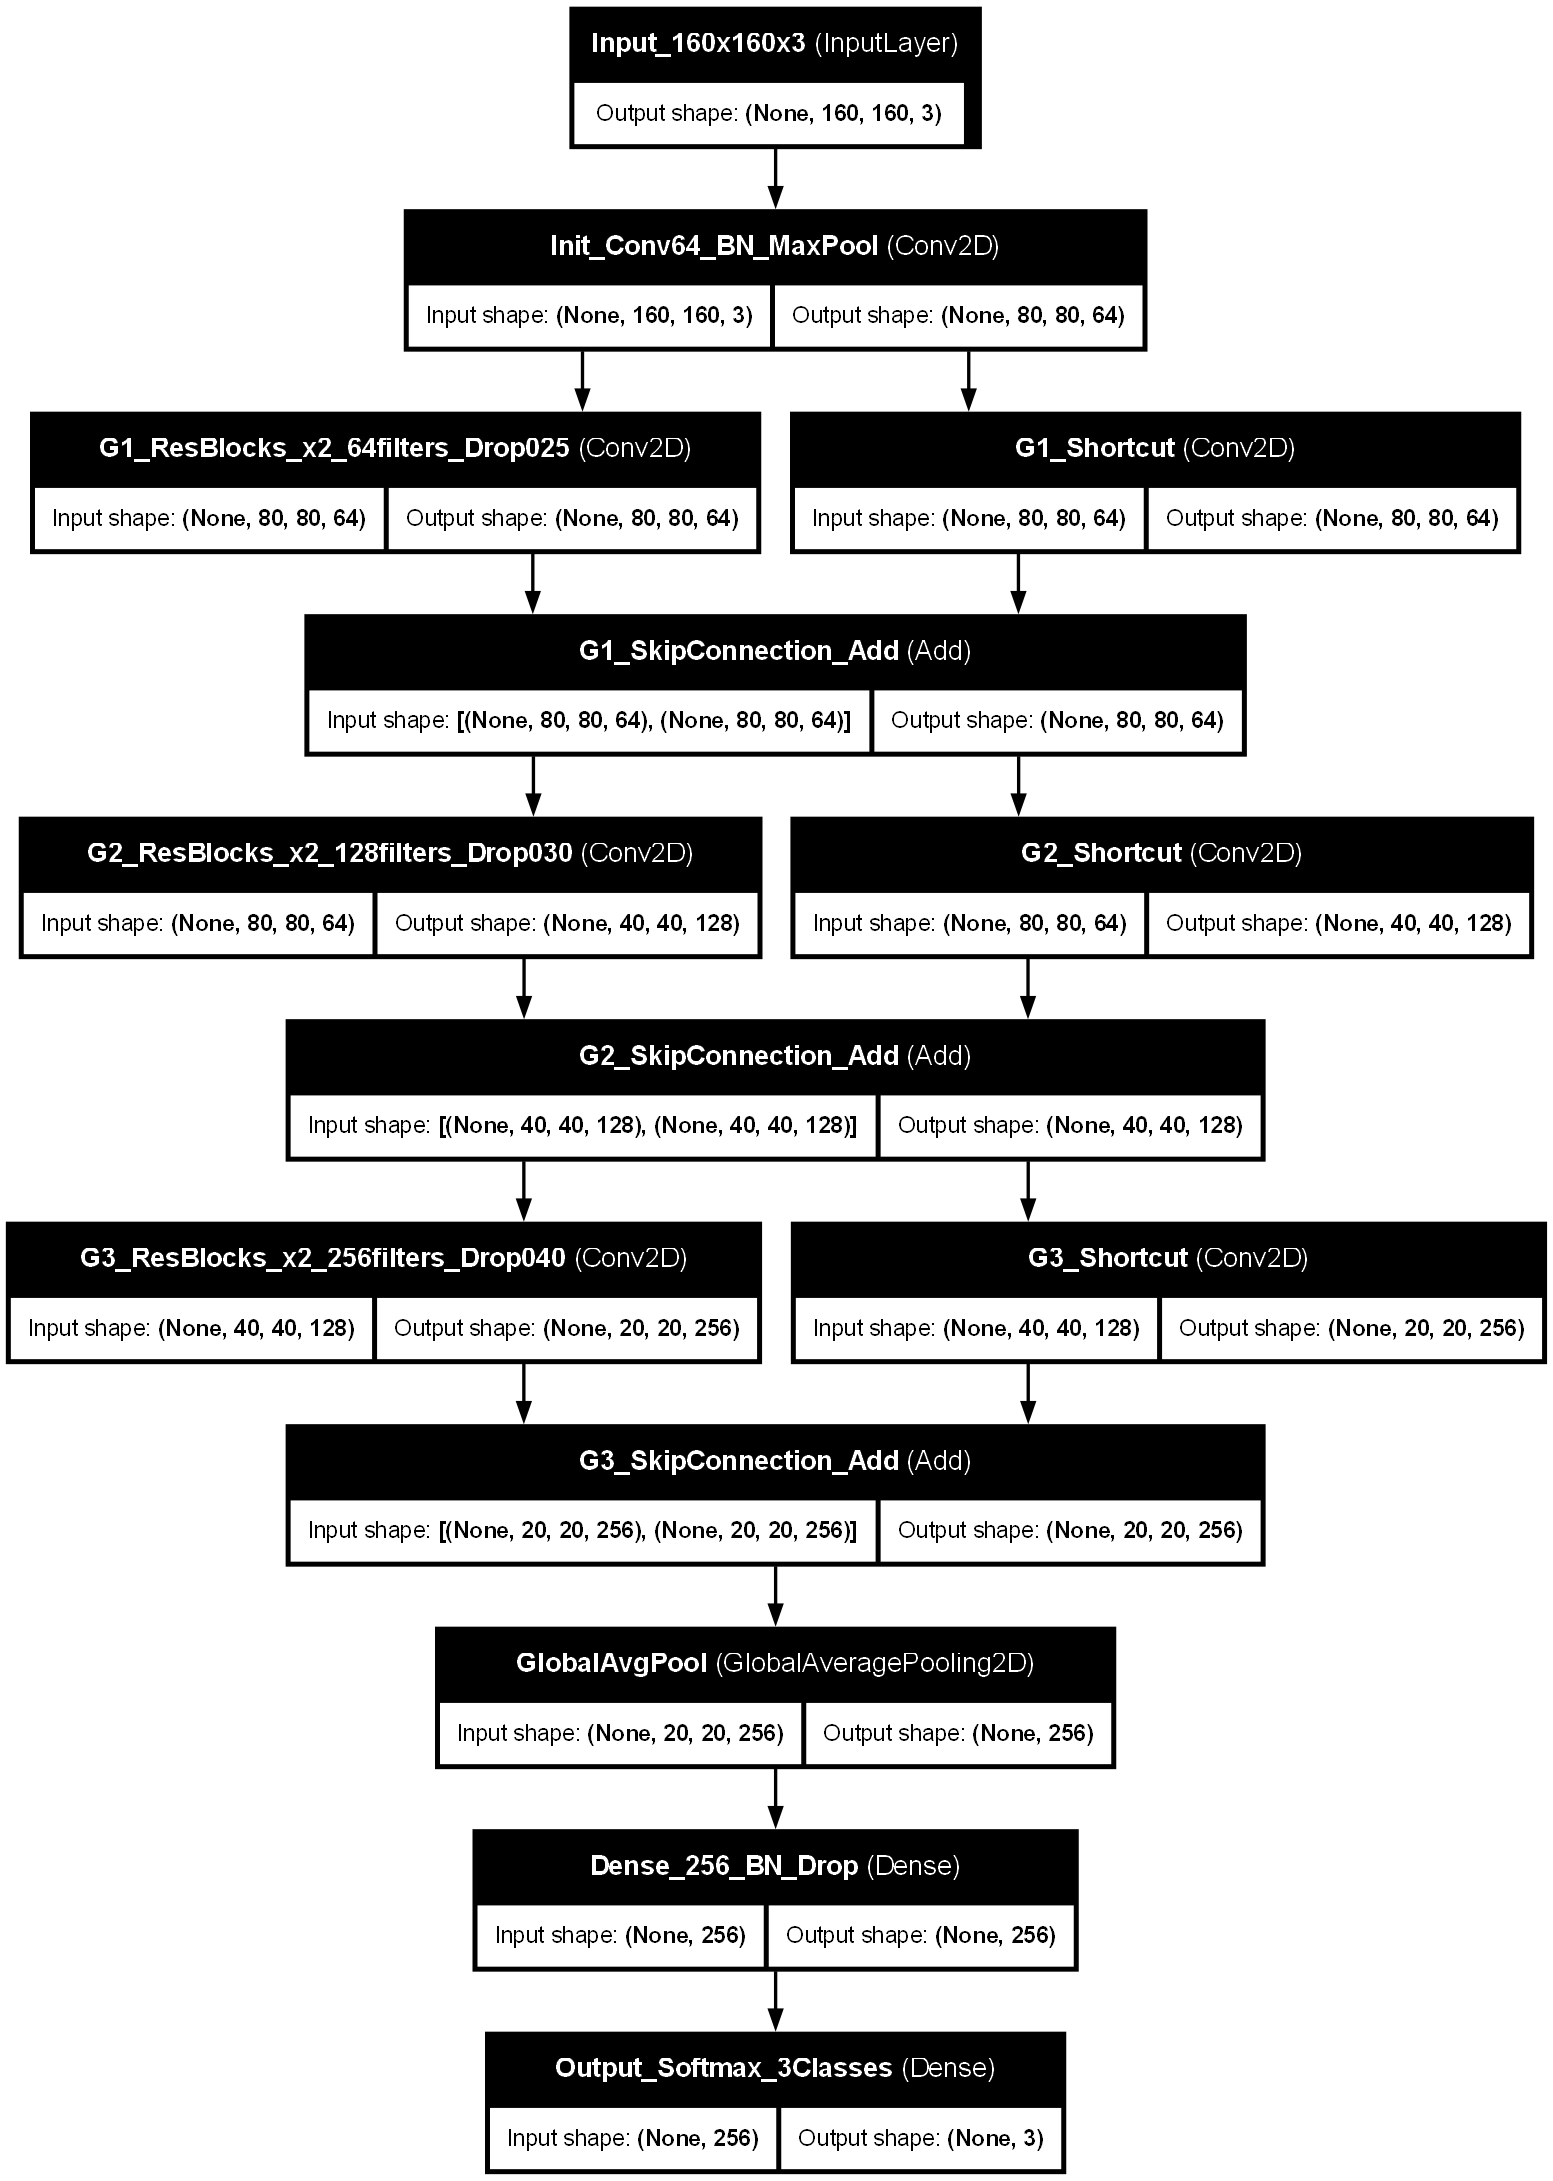 Input_160x160x3 (InputLayer)
Output shape: (None, 160, 160, 3)
Init_Conv64_BN_MaxPool (Conv2D)
Input shape: (None, 160, 160, 3)
Output shape: (None, 80, 80, 64)
G1_ResBlocks_x2_64filters_Drop025 (Conv2D)
Input shape: (None, 80, 80, 64)
Output shape: (None, 80, 80, 64)
G1_Shortcut (Conv2D)
Input shape: (None, 80, 80, 64)
Output shape: (None, 80, 80, 64)
G1_SkipConnection_Add (Add)
Input shape: [(None, 80, 80, 64), (None, 80, 80, 64)]
Output shape: (None, 80, 80, 64)
G2_ResBlocks_x2_128filters_Drop030 (Conv2D)
Input shape: (None, 80, 80, 64)
Output shape: (None, 40, 40, 128)
G2_Shortcut (Conv2D)
Input shape: (None, 80, 80, 64)
Output shape: (None, 40, 40, 128)
G2_SkipConnection_Add (Add)
Input shape: [(None, 40, 40, 128), (None, 40, 40, 128)]
Output shape: (None, 40, 40, 128)
G3_ResBlocks_x2_256filters_Drop040 (Conv2D)
Input shape: (None, 40, 40, 128)
Output shape: (None, 20, 20, 256)
G3_Shortcut (Conv2D)
Input shape: (None, 40, 40, 128)
Output shape: (None, 20, 20, 256)
G3_SkipConnection_Add (Add)
Input shape: [(None, 20, 20, 256), (None, 20, 20, 256)]
Output shape: (None, 20, 20, 256)
GlobalAvgPool (GlobalAveragePooling2D)
Input shape: (None, 20, 20, 256)
Output shape: (None, 256)
Dense_256_BN_Drop (Dense)
Input shape: (None, 256)
Output shape: (None, 256)
Output_Softmax_3Classes (Dense)
Input shape: (None, 256)
Output shape: (None, 3)